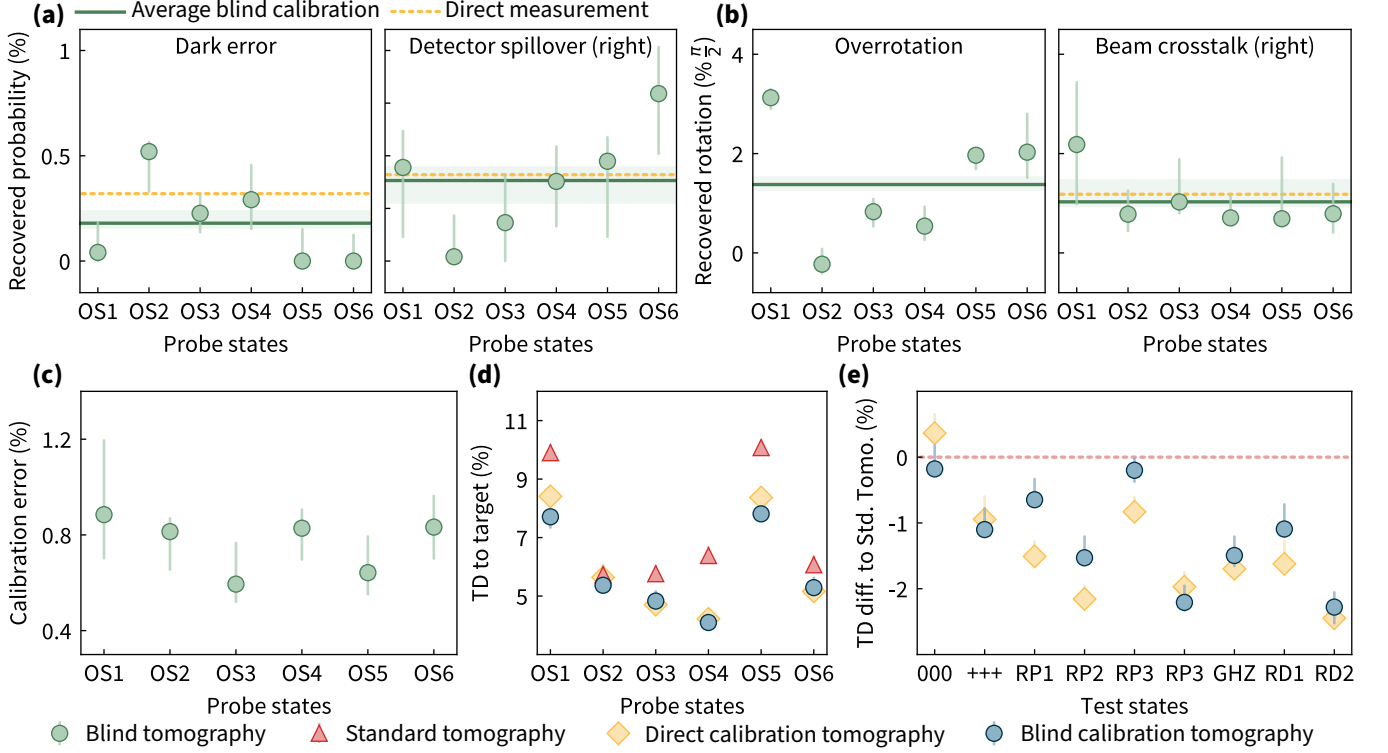 (a) Average blind calibration Direct measurement (b)
Recovered probability (%)
Dark error
1
0.5
0
OS1 OS2 OS3 OS4 OS5 OS6
Probe states
Detector spillover (right)
OS1 OS2 OS3 OS4 OS5 OS6
Probe states
Recovered rotation (% π/2)
Overrotation
4
2
0
OS1 OS2 OS3 OS4 OS5 OS6
Probe states
Beam crosstalk (right)
OS1 OS2 OS3 OS4 OS5 OS6
Probe states
(c)
Calibration error (%)
1.2
0.8
0.4
OS1 OS2 OS3 OS4 OS5 OS6
Probe states
(d)
TD to target (%)
11
9
7
5
OS1 OS2 OS3 OS4 OS5 OS6
Probe states
(e)
TD diff. to Std. Tomo. (%)
0
-1
-2
000 +++ RP1 RP2 RP3 RP3 GHZ RD1 RD2
Test states
Blind tomography Standard tomography Direct calibration tomography Blind calibration tomography